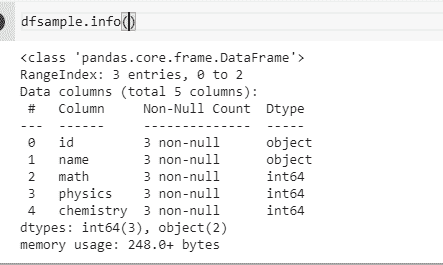 dfsample.info()
<class 'pandas.core.frame.DataFrame'>
RangeIndex: 3 entries, 0 to 2
Data columns (total 5 columns):
 #   Column     Non-Null Count  Dtype
---  ------     --------------  -----
 0   id         3 non-null      object
 1   name       3 non-null      object
 2   math       3 non-null      int64
 3   physics    3 non-null      int64
 4   chemistry  3 non-null      int64
dtypes: int64(3), object(2)
memory usage: 248.0+ bytes